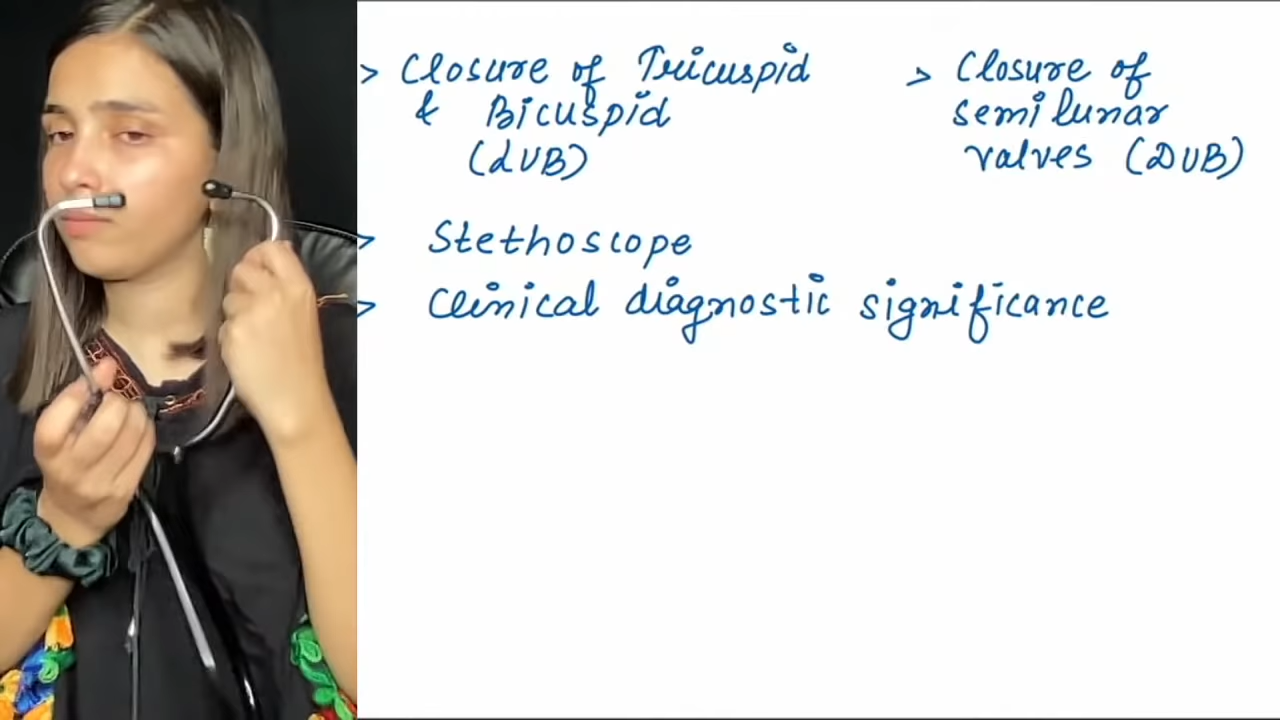 > Closure of Tricuspid
& Bicuspid
(LUB)
> Closure of
semilunar
valves (DUB)
> Stethoscope
> Clinical diagnostic significance